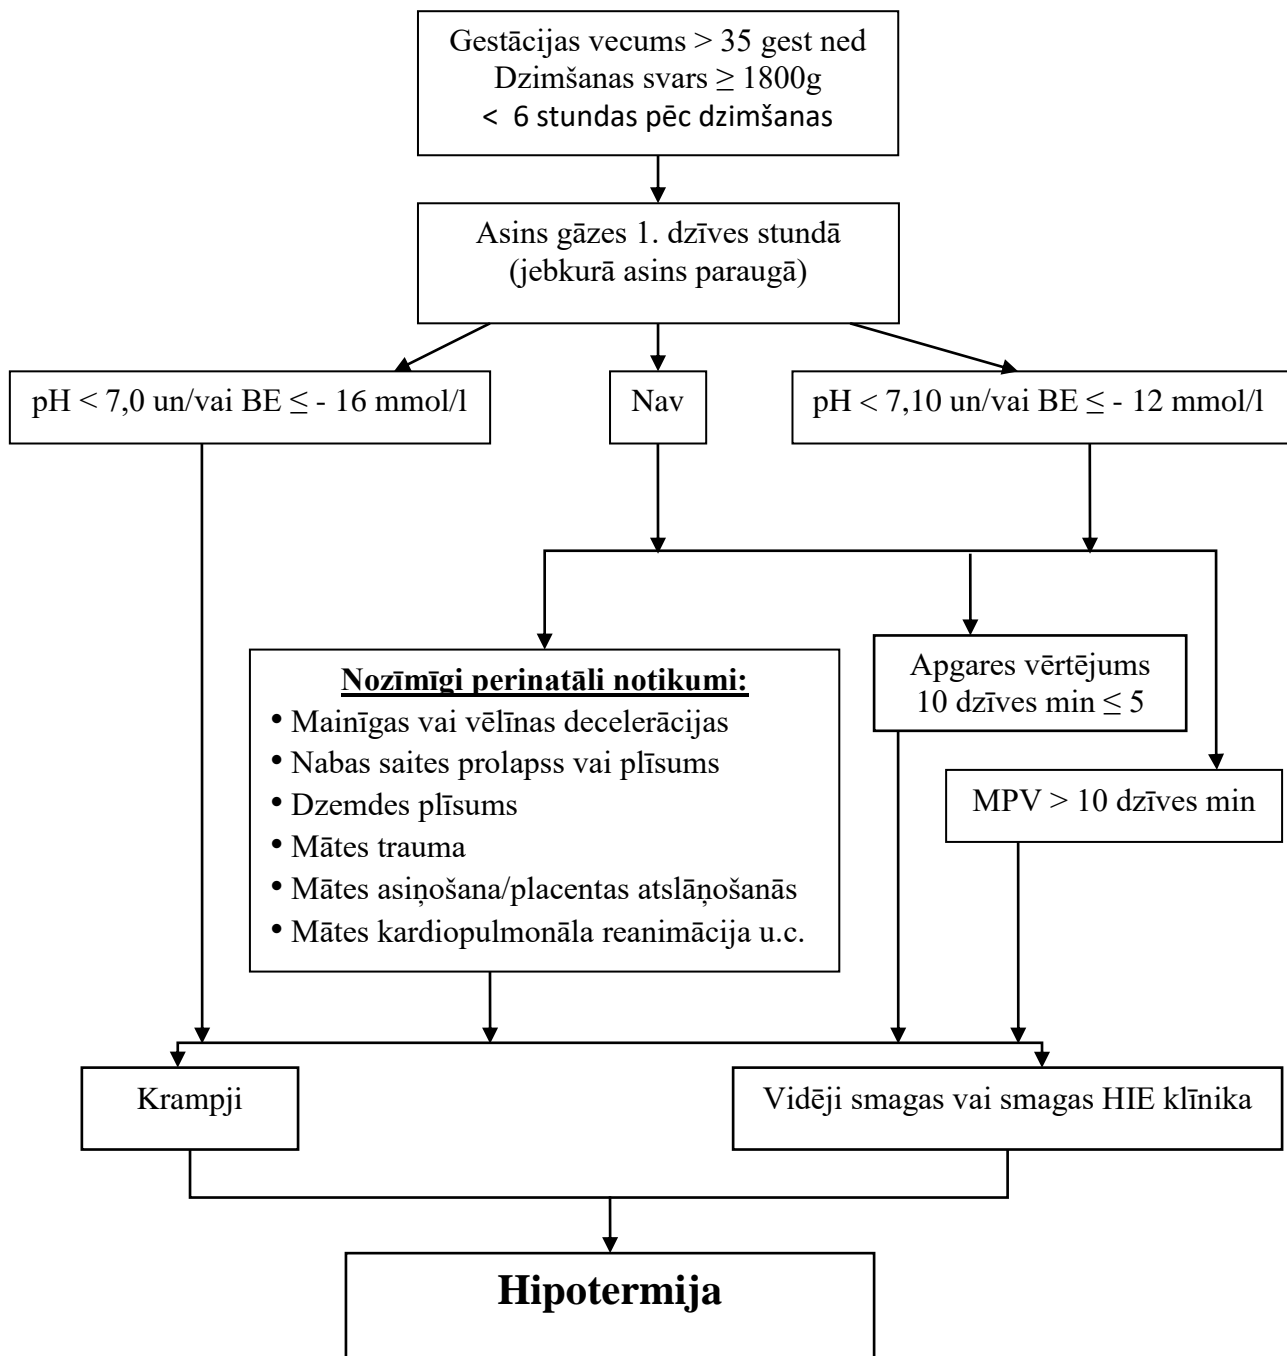 Gestācijas vecums > 35 gest ned
Dzimšanas svars ≥ 1800g
< 6 stundas pēc dzimšanas
Asins gāzes 1. dzīves stundā
(jebkurā asins paraugā)
pH < 7,0 un/vai BE ≤ - 16 mmol/l
Nav
pH < 7,10 un/vai BE ≤ - 12 mmol/l
Nozīmīgi perinatāli notikumi:
• Mainīgas vai vēlīnas decelerācijas
• Nabas saites prolapss vai plīsums
• Dzemdes plīsums
• Mātes trauma
• Mātes asiņošana/placentas atslāņošanās
• Mātes kardiopulmonāla reanimācija u.c.
Apgares vērtējums
10 dzīves min ≤ 5
MPV > 10 dzīves min
Krampji
Vidēji smagas vai smagas HIE klīnika
Hipotermija